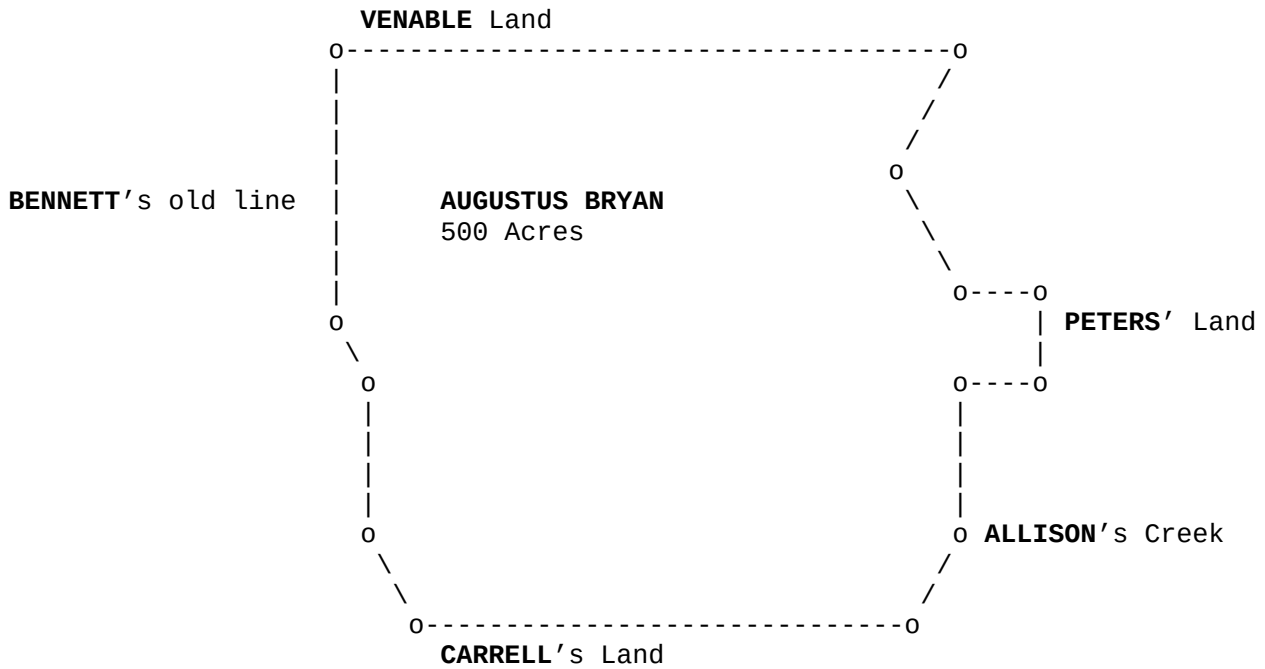 VENABLE Land
BENNETT’s old line
AUGUSTUS BRYAN
500 Acres
PETERS’ Land
ALLISON’s Creek
CARRELL’s Land